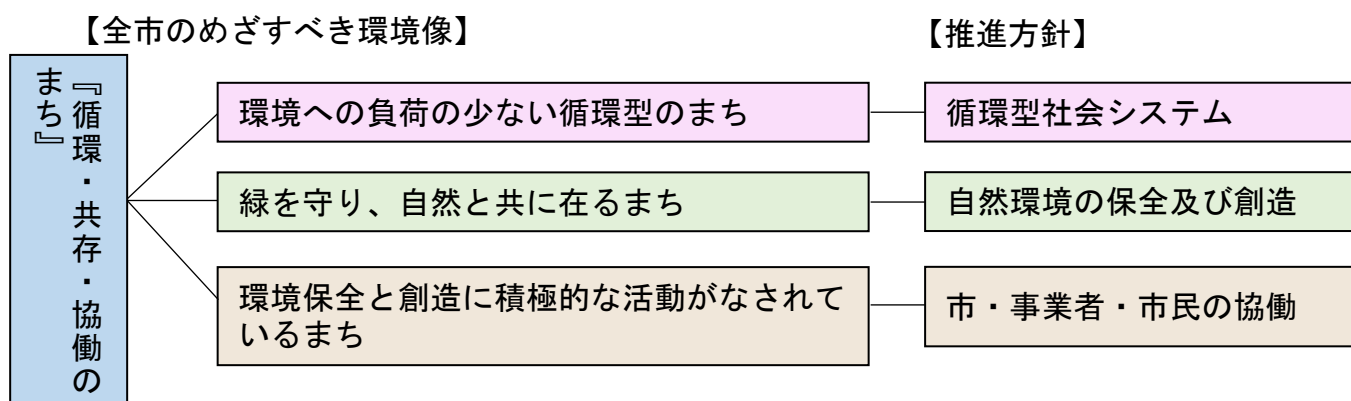 【全市のめざすべき環境像】
【推進方針】
『循環・共存・協働の
まち』
環境への負荷の少ない循環型のまち
循環型社会システム
緑を守り、自然と共に在るまち
自然環境の保全及び創造
環境保全と創造に積極的な活動がなされて
いるまち
市・事業者・市民の協働